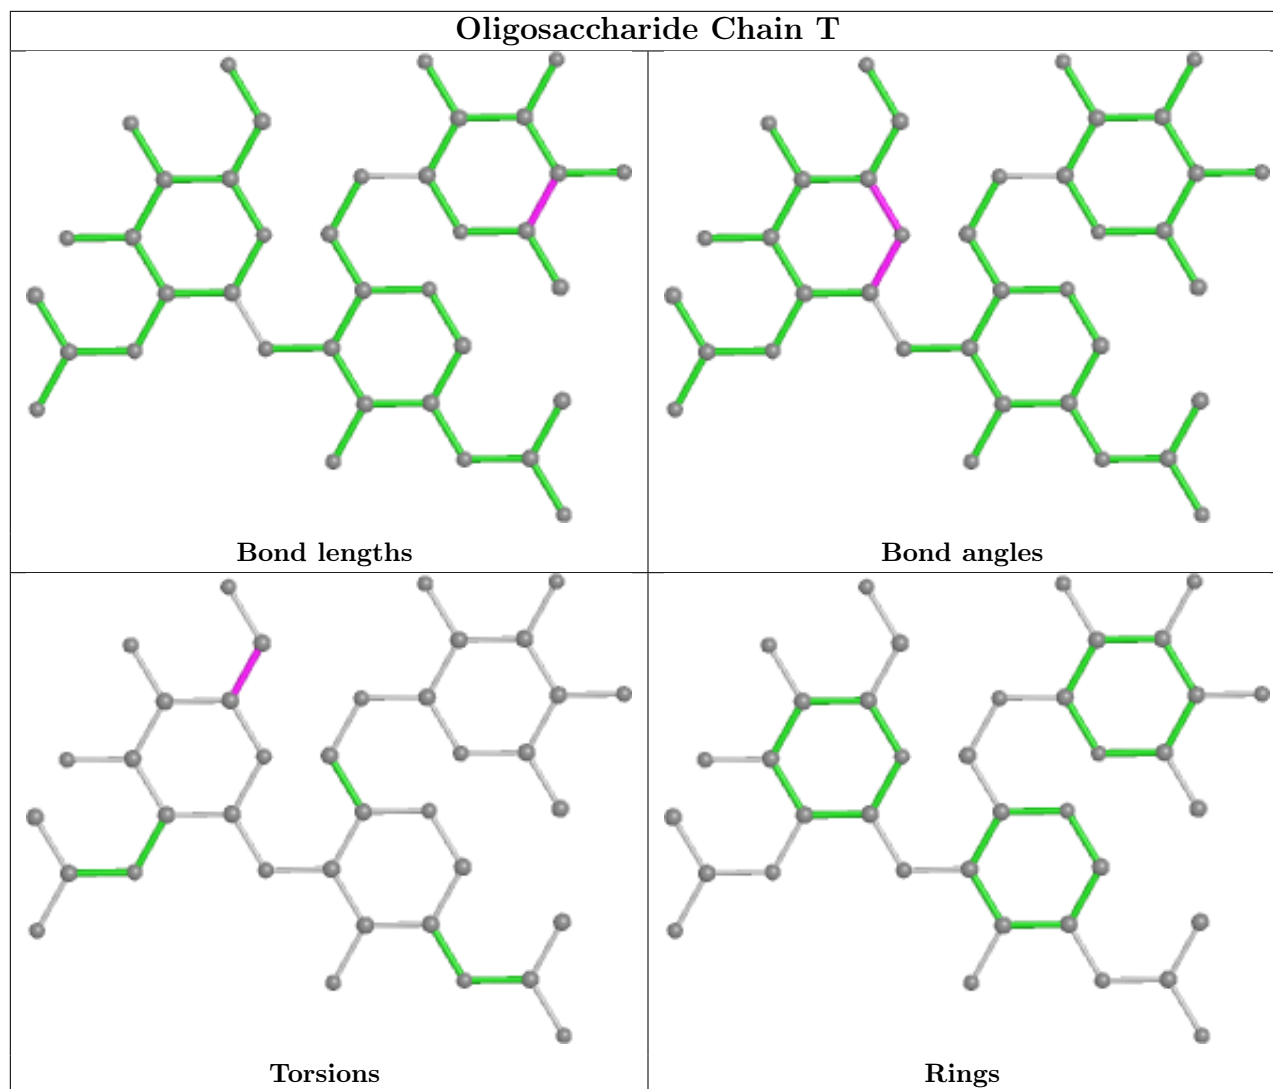 Oligosaccharide Chain T
Bond lengths
Bond angles
Torsions
Rings